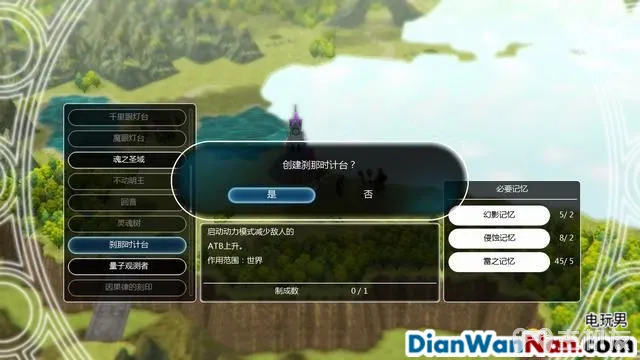 千里眼灯台
魔眼灯台
魂之圣域
不动明王
回音
灵魂树
刹那时计台
量子观测者
因果律的刻印
创建刹那时计台？
是
否
启动动力模式减少敌人的
ATB上升。
作用范围：世界
制成数 0 / 1
必要记忆
幻影记忆 5 / 2
侵蚀记忆 8 / 2
雷之记忆 45 / 5
电玩男
DianWanNan.com